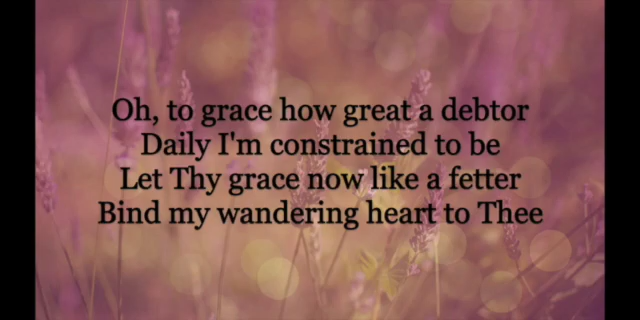 Oh, to grace how great a debtor
Daily I'm constrained to be
Let Thy grace now like a fetter
Bind my wandering heart to Thee